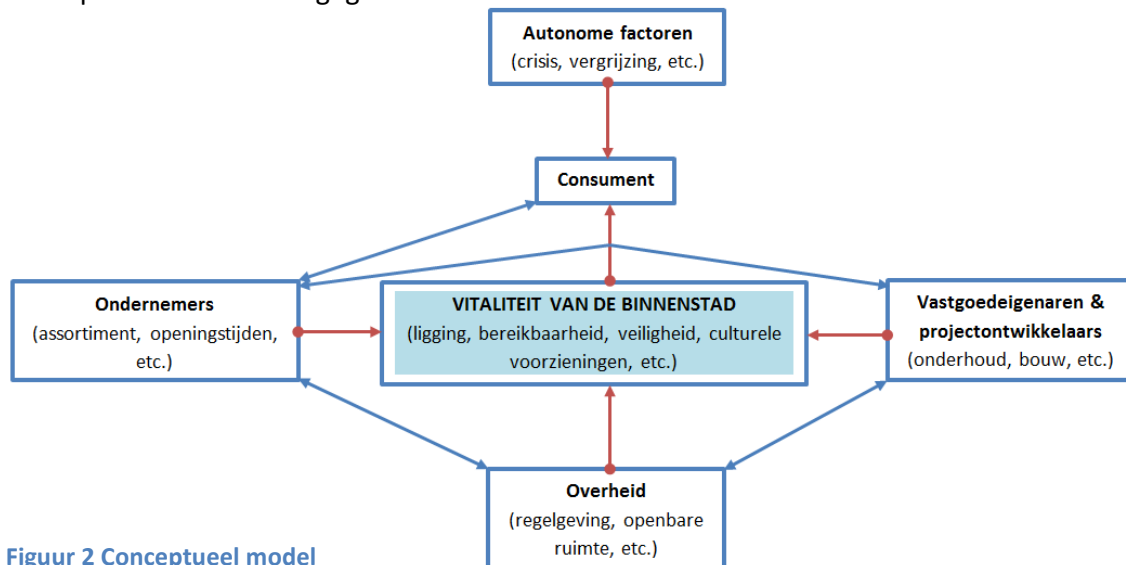 Autonome factoren
(crisis, vergrijzing, etc.)
Consument
Ondernemers
(assortiment, openingstijden,
etc.)
VITALITEIT VAN DE BINNENSTAD
(ligging, bereikbaarheid, veiligheid, culturele
voorzieningen, etc.)
Vastgoedeigenaren &
projectontwikkelaars
(onderhoud, bouw, etc.)
Overheid
(regelgeving, openbare
ruimte, etc.)
Figuur 2 Conceptueel model